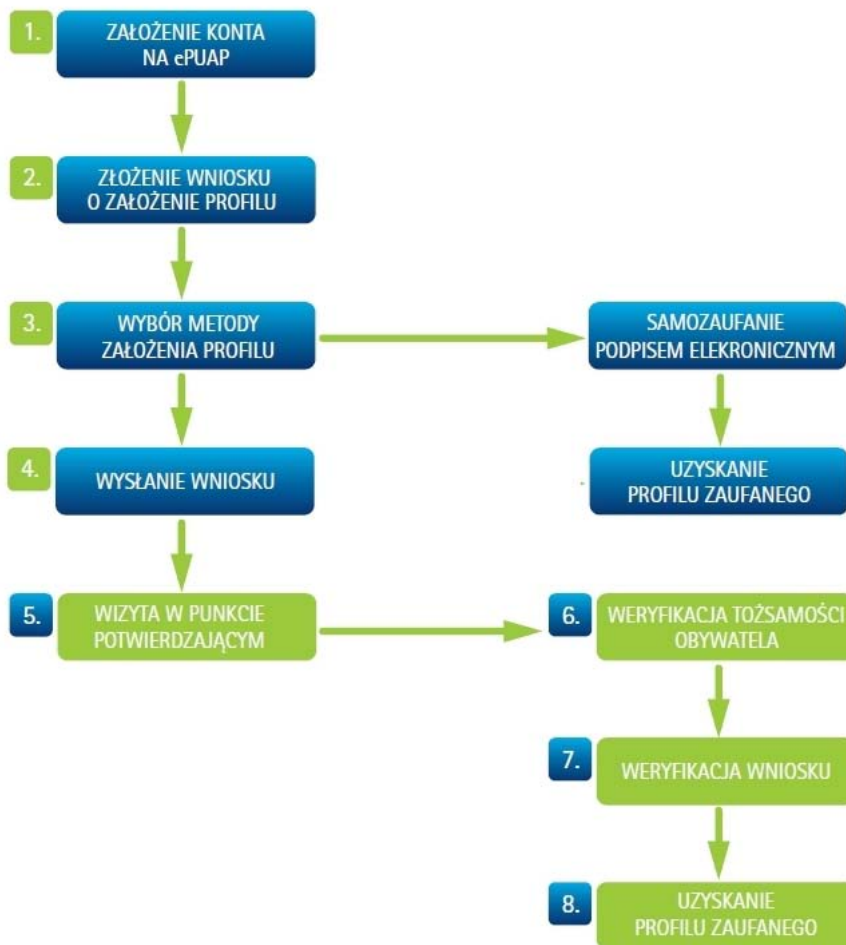 1.
ZAŁOŻENIE KONTA
NA ePUAP
2.
ZŁOŻENIE WNIOSKU
O ZAŁOŻENIE PROFILU
3.
WYBÓR METODY
ZAŁOŻENIA PROFILU
SAMOZAUFANIE
PODPISEM ELEKRONICZNYM
4.
WYSŁANIE WNIOSKU
UZYSKANIE
PROFILU ZAUFANEGO
5.
WIZYTA W PUNKCIE
POTWIERDZAJĄCYM
6.
WERYFIKACJA TOŻSAMOŚCI
OBYWATELA
7.
WERYFIKACJA WNIOSKU
8.
UZYSKANIE
PROFILU ZAUFANEGO